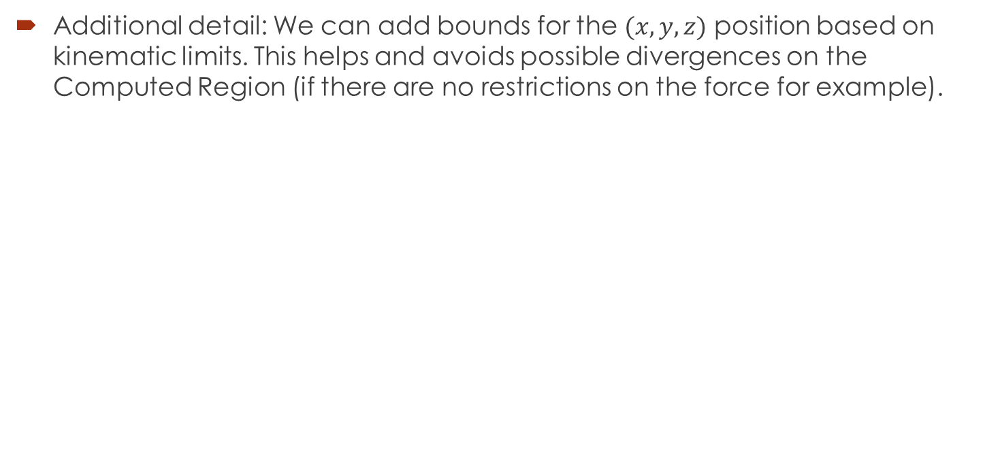 Additional detail: We can add bounds for the (x, y, z) position based on
kinematic limits. This helps and avoids possible divergences on the
Computed Region (if there are no restrictions on the force for example).